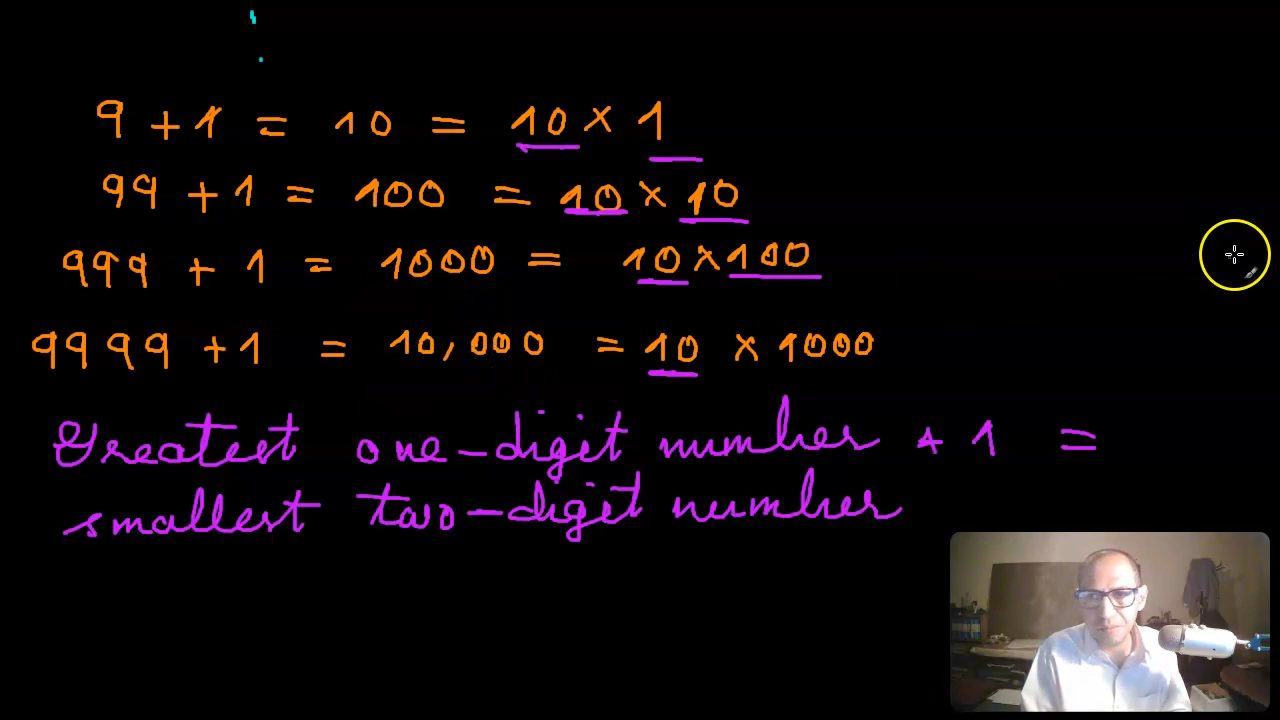 9 + 1 = 10 = 10 × 1
99 + 1 = 100 = 10 × 10
999 + 1 = 1000 = 10 × 100
9999 + 1 = 10,000 = 10 × 1000
Greatest one-digit number + 1 =
smallest two-digit number